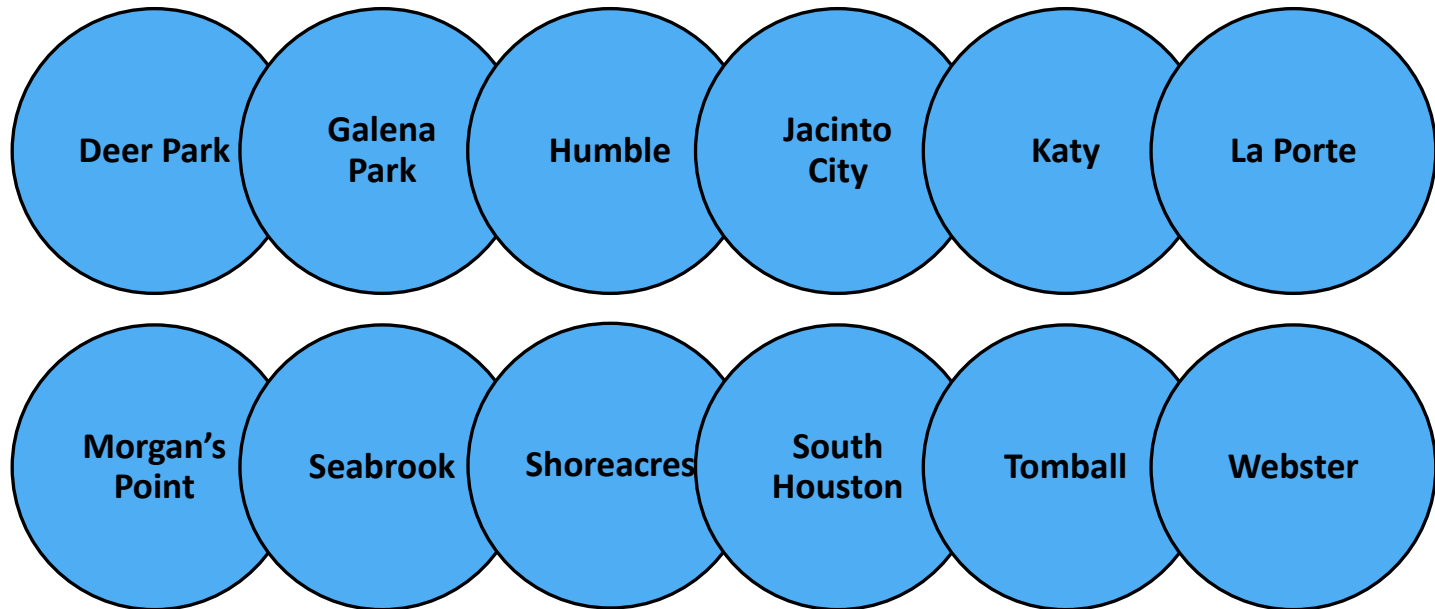 Deer Park
Galena
Park
Humble
Jacinto
City
Katy
La Porte
Morgan’s
Point
Seabrook
Shoreacres
South
Houston
Tomball
Webster